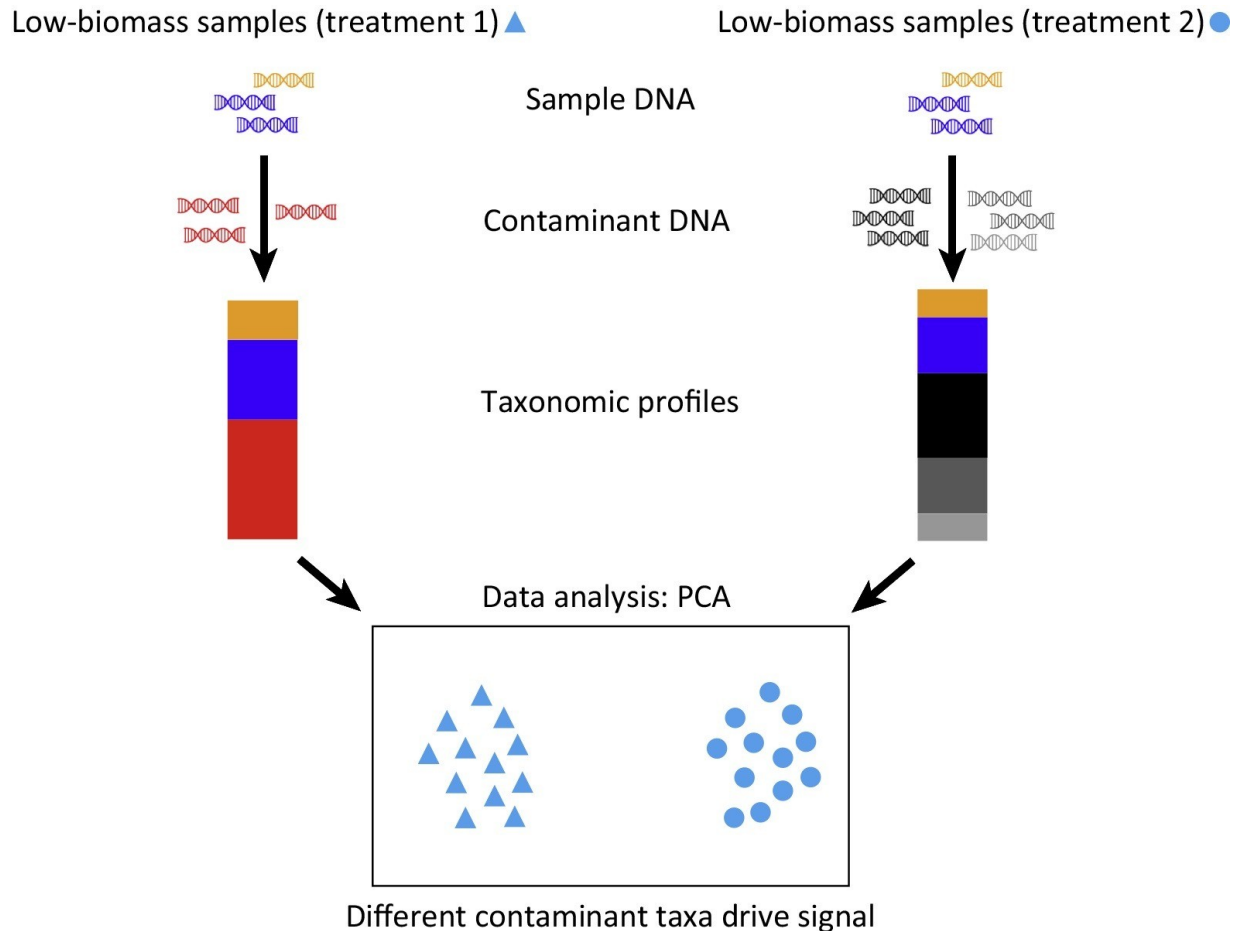 Low-biomass samples (treatment 1)
Low-biomass samples (treatment 2)
Sample DNA
Contaminant DNA
Taxonomic profiles
Data analysis: PCA
Different contaminant taxa drive signal